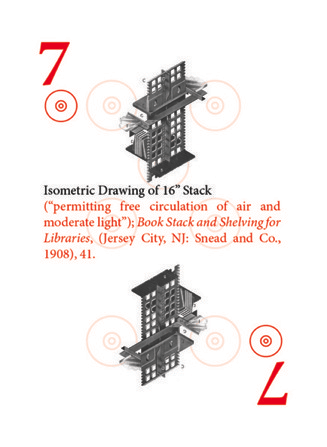 7
Isometric Drawing of 16” Stack
(“permitting free circulation of air and
moderate light”); Book Stack and Shelving for
Libraries, (Jersey City, NJ: Snead and Co.,
1908), 41.
7